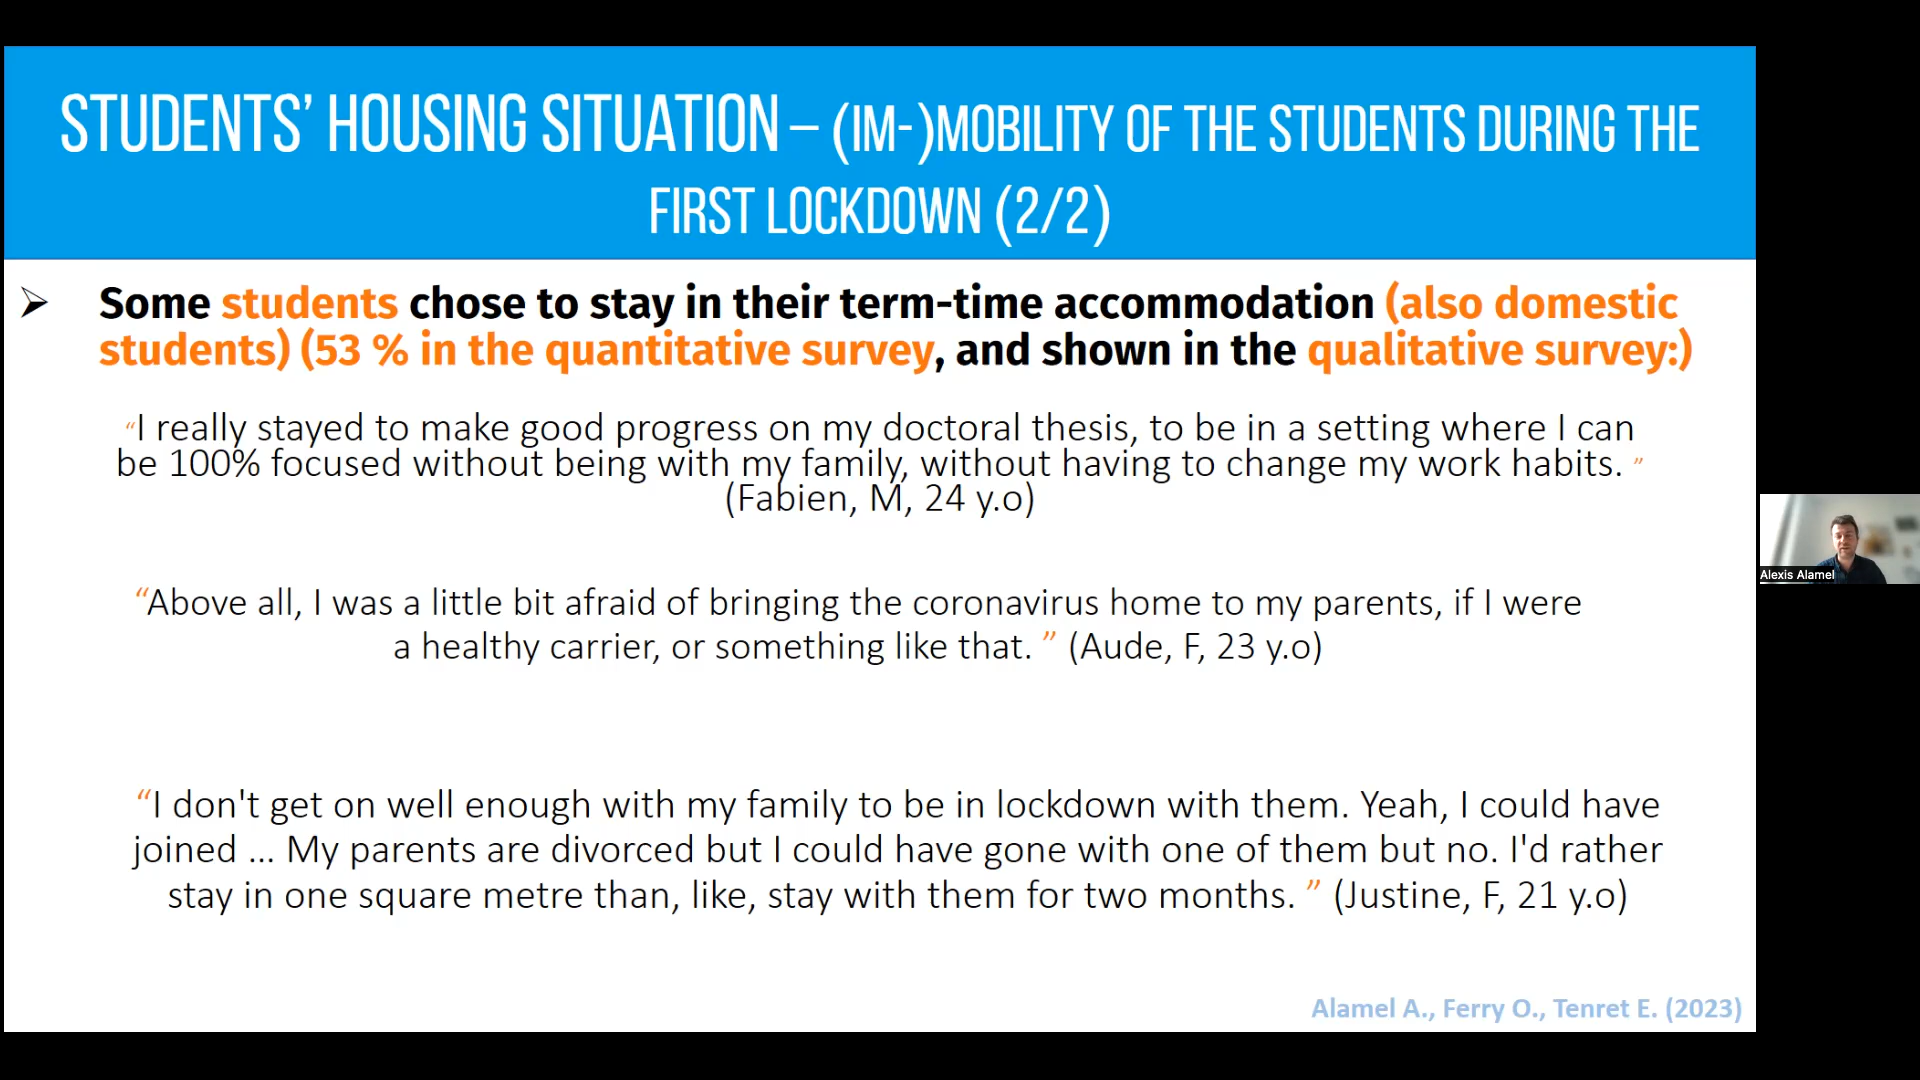 STUDENTS’ HOUSING SITUATION – (IM-)MOBILITY OF THE STUDENTS DURING THE
FIRST LOCKDOWN (2/2)
➢ Some students chose to stay in their term-time accommodation (also domestic
students) (53 % in the quantitative survey, and shown in the qualitative survey:)
“I really stayed to make good progress on my doctoral thesis, to be in a setting where I can
be 100% focused without being with my family, without having to change my work habits. ”
(Fabien, M, 24 y.o)
“Above all, I was a little bit afraid of bringing the coronavirus home to my parents, if I were
a healthy carrier, or something like that. ” (Aude, F, 23 y.o)
“I don't get on well enough with my family to be in lockdown with them. Yeah, I could have
joined ... My parents are divorced but I could have gone with one of them but no. I'd rather
stay in one square metre than, like, stay with them for two months. ” (Justine, F, 21 y.o)
Alamel A., Ferry O., Tenret E. (2023)
Alexis Alamel